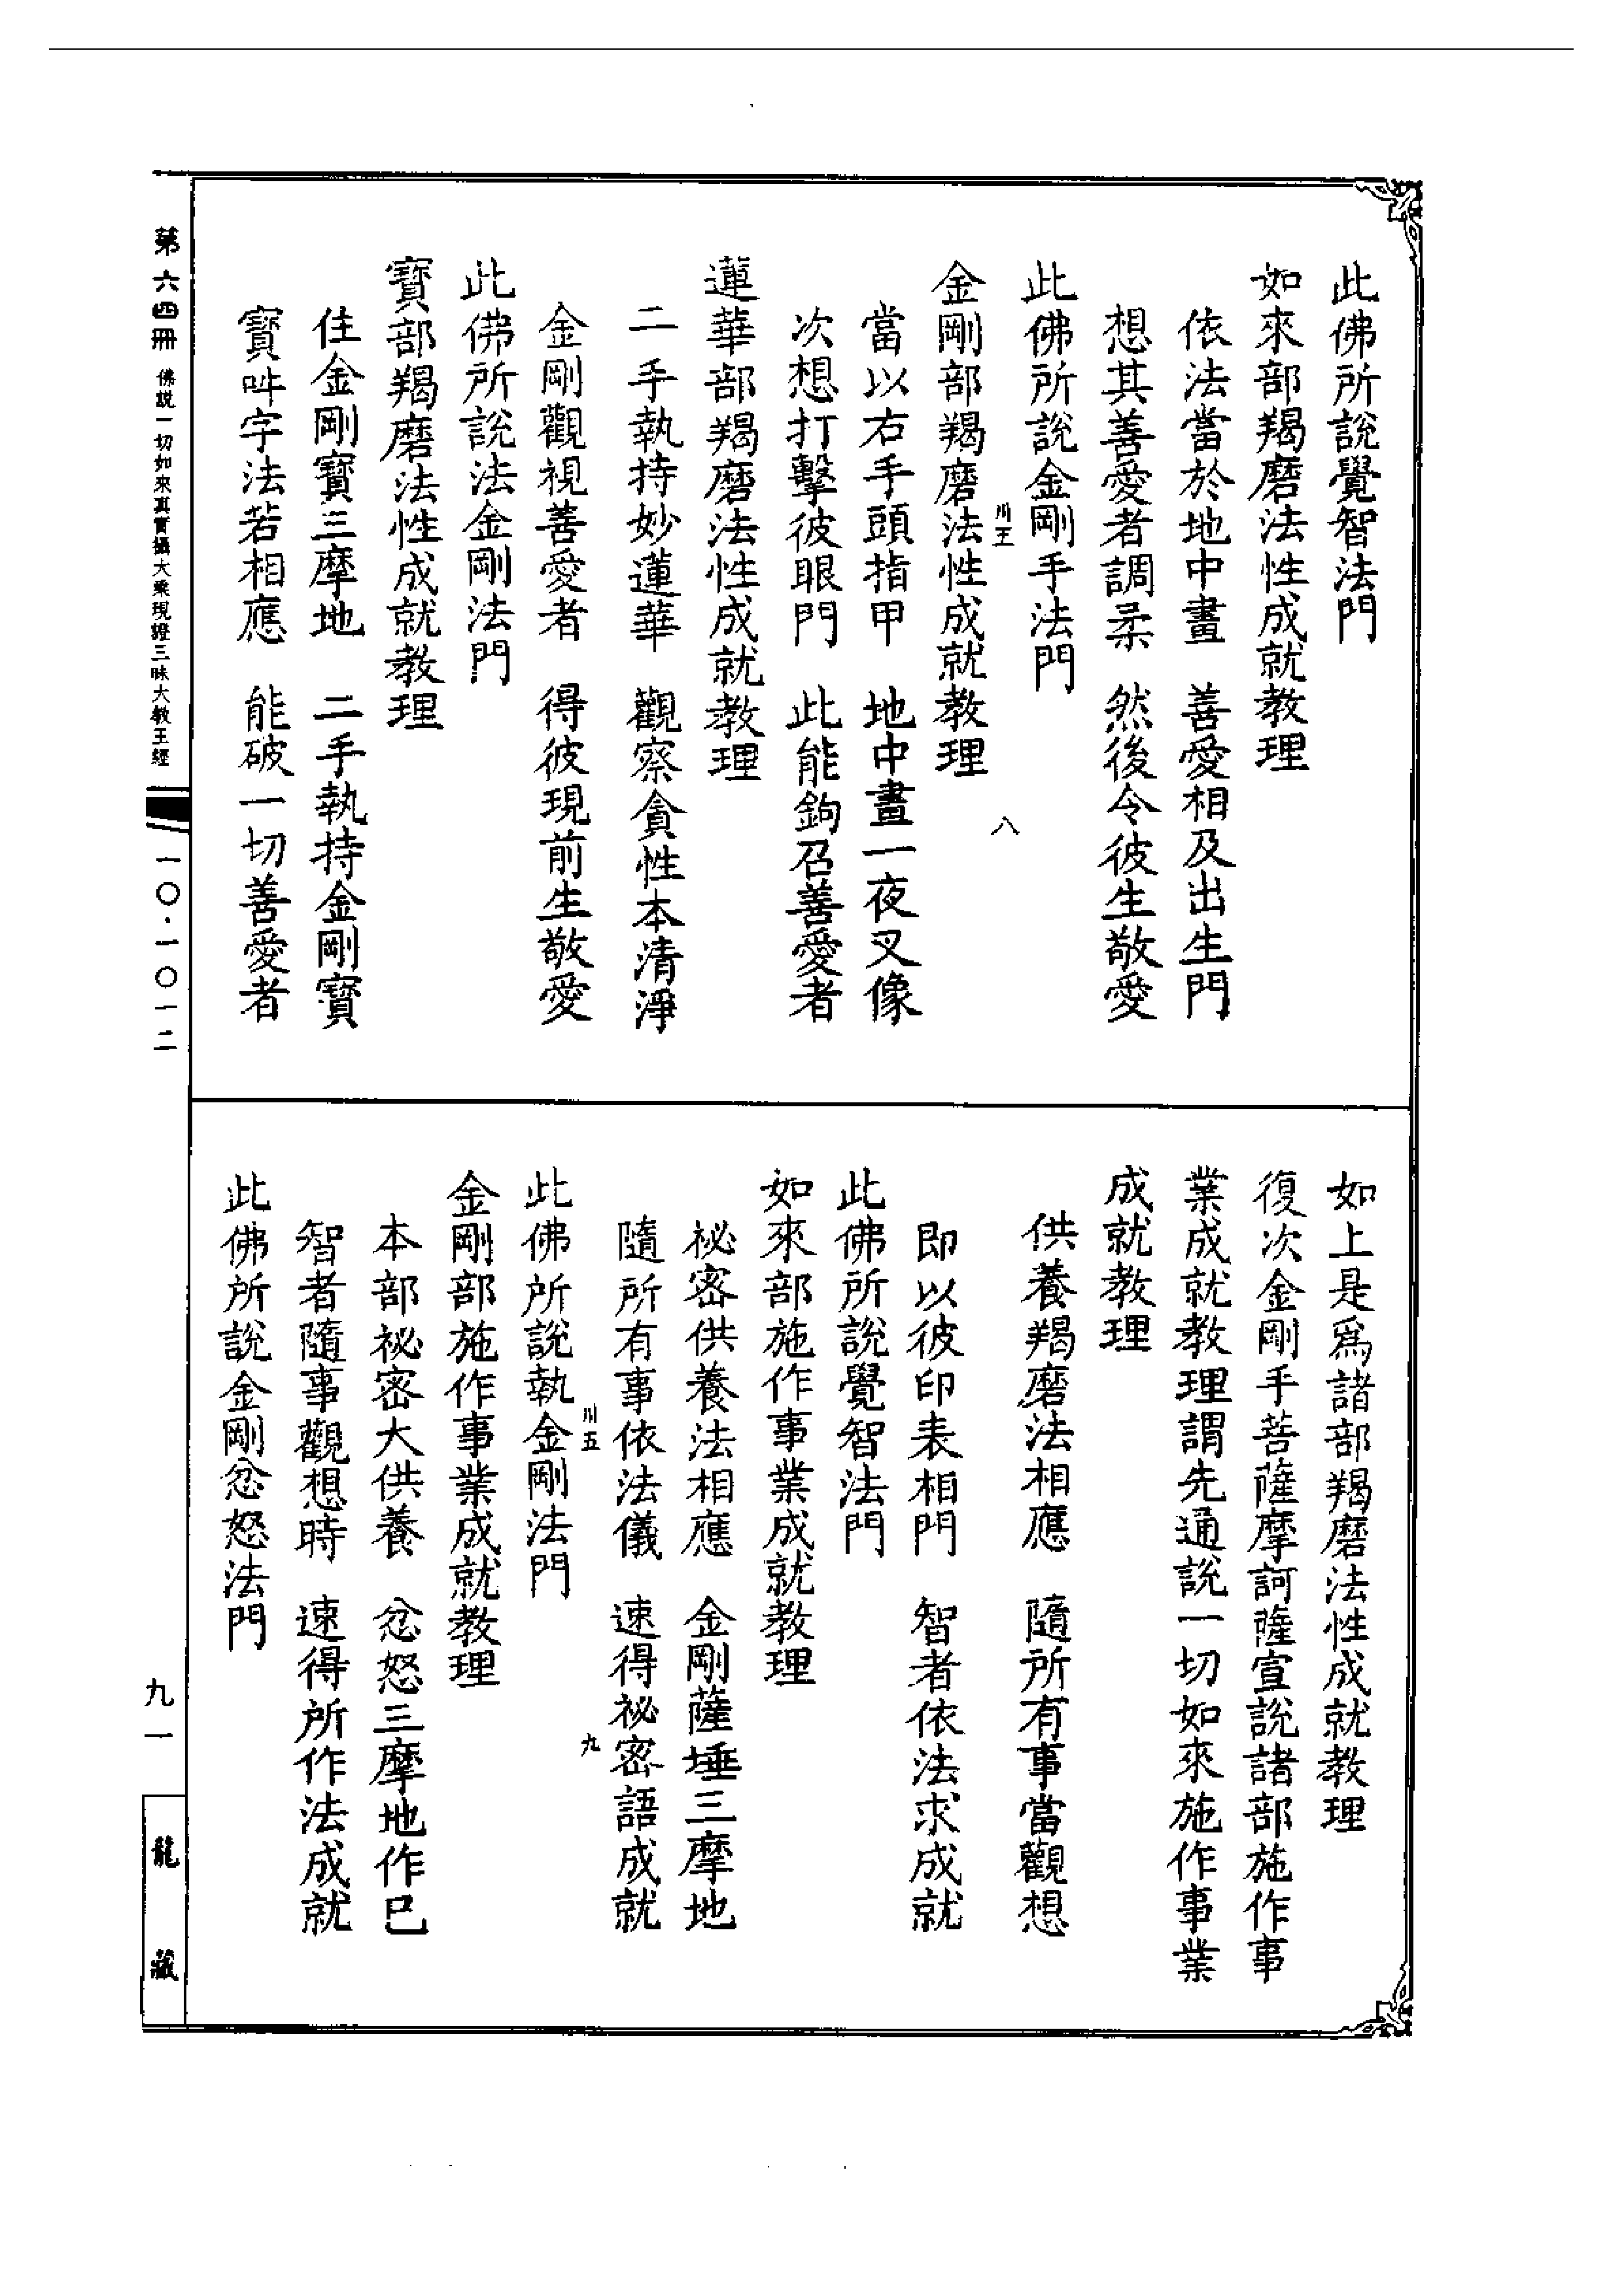 此佛所說覺智法門
如來部羯磨法性成就教理
依法當於地中畫　善愛相及出生門
想其善愛者調柔　然後令彼生敬愛
此佛所說金剛手法門
八
金剛部羯磨法性成就教理
當以右手頭指甲　地中畫一夜叉像
次想打擊彼眼門　此能鉤召善愛者
蓮華部羯磨法性成就教理
二手執持妙蓮華　觀察貪性本清淨
金剛觀視善愛者　得彼現前生敬愛
此佛所說法金剛法門
寶部羯磨法性成就教理
住金剛寶三摩地　二手執持金剛寶
寶吽字法若相應　能破一切善愛者
如上是爲諸部羯磨法性成就教理
復次金剛手菩薩摩訶薩宣說諸部施作事
業成就教理謂先通說一切如來施作事業
成就教理
供養羯磨法相應　隨所有事當觀想
即以彼印表相門　智者依法求成就
此佛所說覺智法門
如來部施作事業成就教理
祕密供養法相應　金剛薩埵三摩地
隨所有事依法儀　速得祕密語成就
川五　九
此佛所說執金剛法門
金剛部施作事業成就教理
本部祕密大供養　忿怒三摩地作已
智者隨事觀想時　速得所作法成就
此佛所說金剛忿怒法門
第六四冊　佛說一切如來真實攝大乘現證三昧大教王經　一〇·一〇一二
九一
龍藏